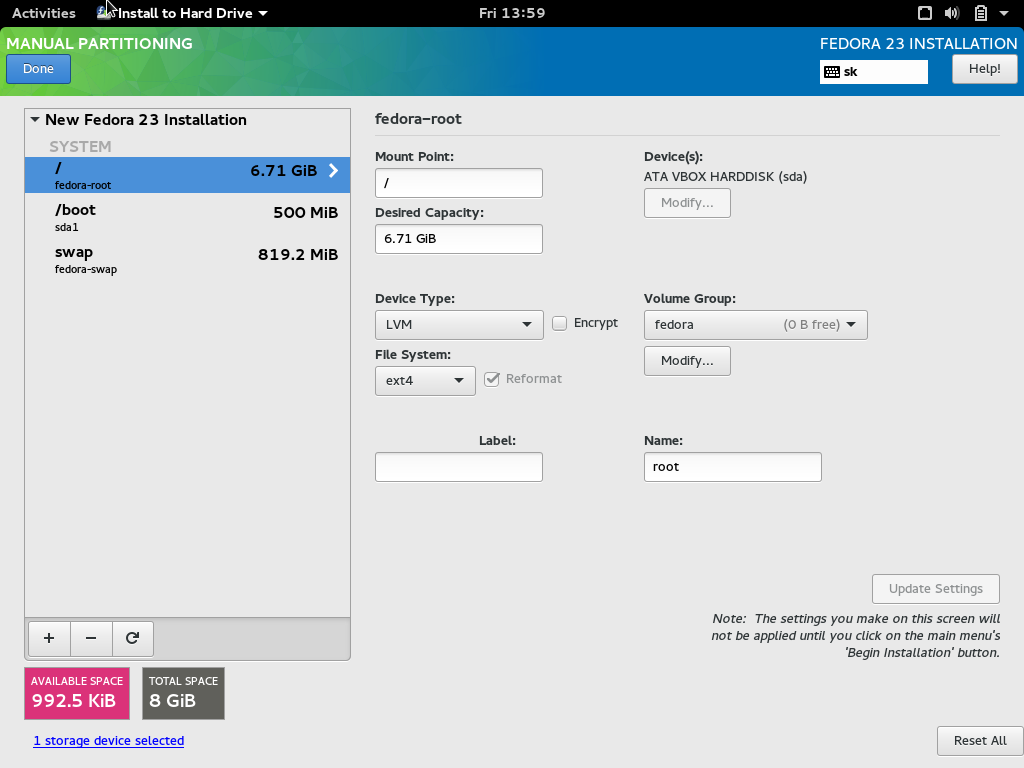 Activities Install to Hard Drive Fri 13:59
MANUAL PARTITIONING
Done
FEDORA 23 INSTALLATION
sk
Help!
New Fedora 23 Installation
SYSTEM
/ 6.71 GiB
fedora-root
/boot 500 MiB
sda1
swap 819.2 MiB
fedora-swap
AVAILABLE SPACE
992.5 KiB
TOTAL SPACE
8 GiB
1 storage device selected
fedora-root
Mount Point:
/
Desired Capacity:
6.71 GiB
Device(s):
ATA VBOX HARDDISK (sda)
Modify...
Device Type:
LVM
Encrypt
Volume Group:
fedora (0 B free)
Modify...
File System:
ext4
Reformat
Label:
Name:
root
Update Settings
Note: The settings you make on this screen will
not be applied until you click on the main menu's
'Begin Installation' button.
Reset All